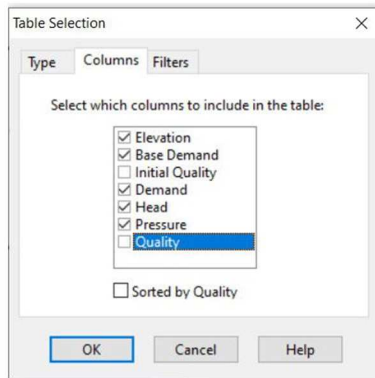 Table Selection
Type Columns Filters
Select which columns to include in the table:
Elevation
Base Demand
Initial Quality
Demand
Head
Pressure
Quality
Sorted by Quality
OK Cancel Help